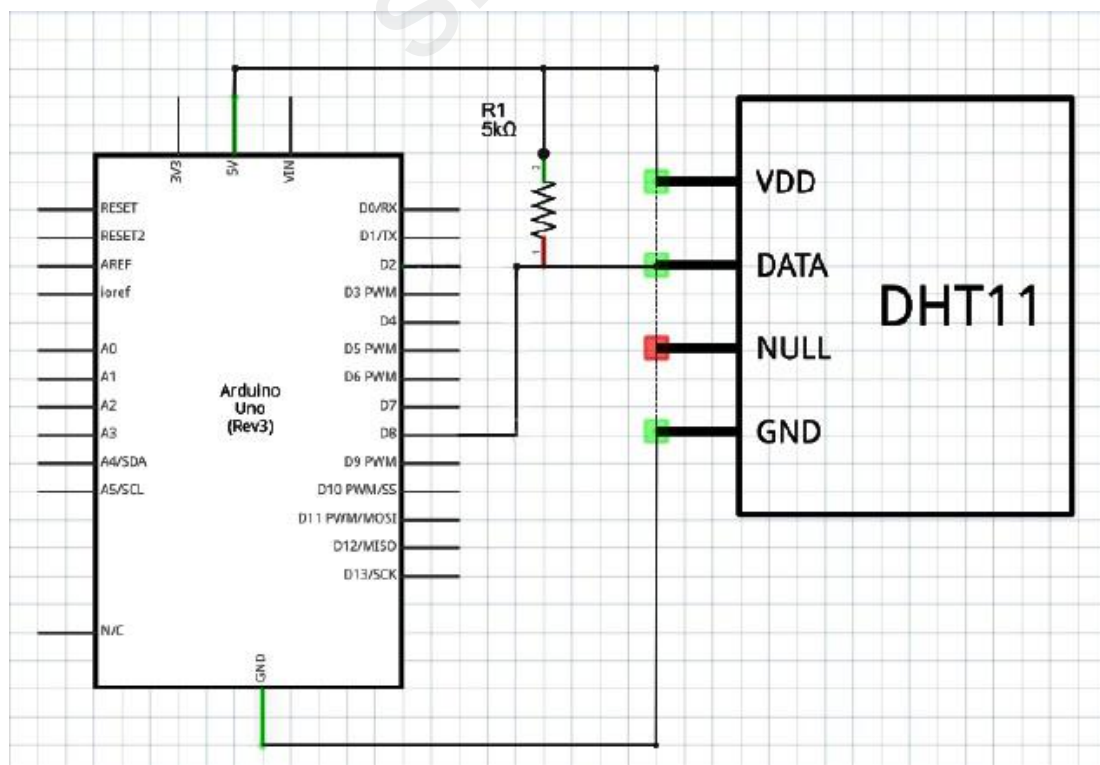 R1
5kΩ
3V3
5V
VIN
RESET
RESET2
AREF
ioref
A0
A1
A2
A3
A4/SDA
A5/SCL
N/C
Arduino
Uno
(Rev3)
D0/RX
D1/TX
D2
D3 PWM
D4
D5 PWM
D6 PWM
D7
D8
D9 PWM
D10 PWM/SS
D11 PWM/MOSI
D12/MISO
D13/SCK
GND
2
1
VDD
DATA
NULL
GND
DHT11